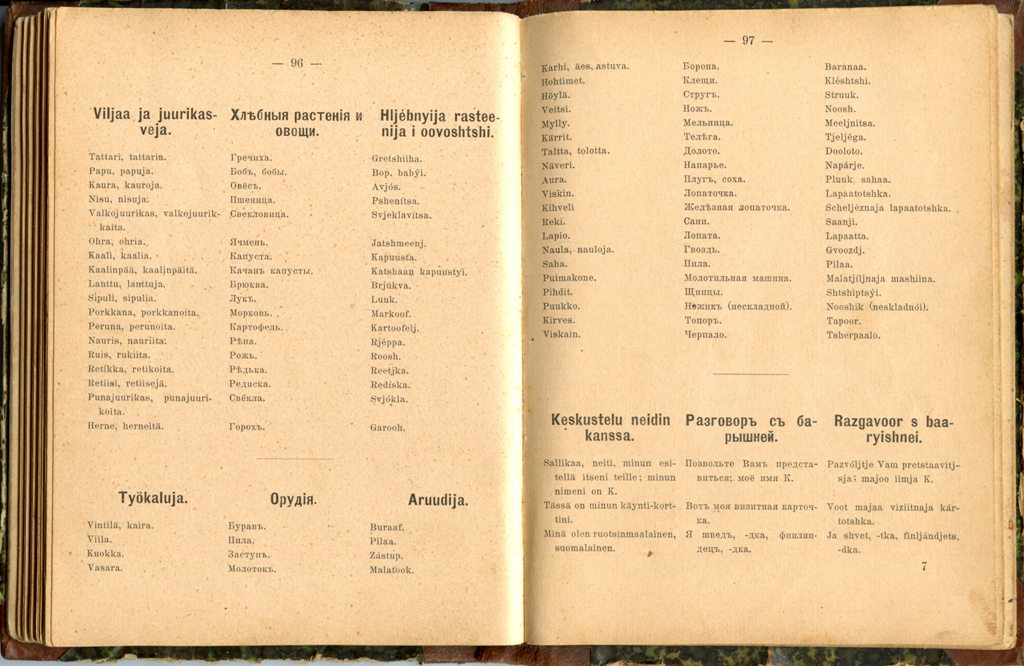 — 96 —
Viljaa ja juurikas- Хлѣбныя растенія и Hljébnyija rastee-
veja. овощи. nija i oovoshtshi.
Tattari, tattarin. Гречиха. Gretshiiha.
Papu, papuja. Бобъ, бобы. Bop, babýi.
Kaura, kauroja. Овёсъ. Avjós.
Nisu, nisuja. Пшеница. Pshenítsa.
Valkojuurikas, valkojuurik- Свекловица. Svjeklavítsa.
kaita.
Ohra, ohria. Ячмень. Jatshmeenj.
Kaali, kaalia. Капуста. Kapuusta.
Kaalinpää, kaalinpäitä. Качанъ капусты. Katshaan kapuustyi.
Lanttu, lanttuja. Брюква. Brjúkva.
Sipuli, sipulia. Лукъ. Luuk.
Porkkana, porkkanoita. Морковь. Markoof.
Peruna, perunoita. Картофель. Kartoofelj.
Nauris, nauriita. Рѣпа. Rjéppa.
Ruis, rukiita. Рожь. Roosh.
Retikka, retikoita. Рѣдька. Reetjka.
Retiisi, retiisejä. Редиска. Redíska.
Punajuurikas, punajuuri- Свёкла. Svjókla.
koita.
Herne, herneitä. Горохъ. Garooh.
Työkaluja. Орудія. Aruudija.
Vintilä, kaira. Буравъ. Buraaf.
Viila. Пила. Pilaa.
Kuokka. Заступъ. Zástup.
Vasara. Молотокъ. Malatook.
— 97 —
Karhi, äes, astuva. Борона. Baranaa.
Hohtimet. Клещи. Kléshtshi.
Höylä. Стругъ. Struuk.
Veitsi. Ножъ. Noosh.
Mylly. Мельница. Meeljnitsa.
Kärrit. Телѣга. Tjeljéga.
Taltta, tolotta. Долото. Dooloto.
Näveri. Напарье. Napárje.
Aura. Плугъ, соха. Pluuk, sahaa.
Viskin. Лопаточка. Lapaatotshka.
Kihveli Желѣзная лопаточка. Scheljéznaja lapaatotshka.
Reki. Сани. Saanji.
Lapio. Лопата. Lapaatta.
Naula, nauloja. Гвоздь. Gvoozdj.
Saha. Пила. Pilaa.
Puimakone. Молотильная машина. Malatjíljnaja mashiina.
Pihdit. Щипцы. Shtshiptsýi.
Puukko. Ножикъ (нескладной). Nooshik (neskladnói).
Kirves. Топоръ. Tapoor.
Viskain. Черпало. Tsherpaalo.
Keskustelu neidin Разговоръ съ ба- Razgavoor s baa-
kanssa. рышней. ryishnei.
Sallikaa, neiti, minun esi- Позвольте Вамъ предста- Pazvóljtje Vam pretstaavitj-
tellä itseni teille; minun виться; моё имя К. sja; majoo iimja K.
nimeni on K.
Tässä on minun käynti-kort- Вотъ моя визитная карточ- Voot majaa viziitnaja kár-
tini. ка. totshka.
Minä olen ruotsinmaalainen, Я шведъ, -дка, финлян- Ja shvet, -tka, finljándjets,
suomalainen. децъ, -дка. -dka.
7